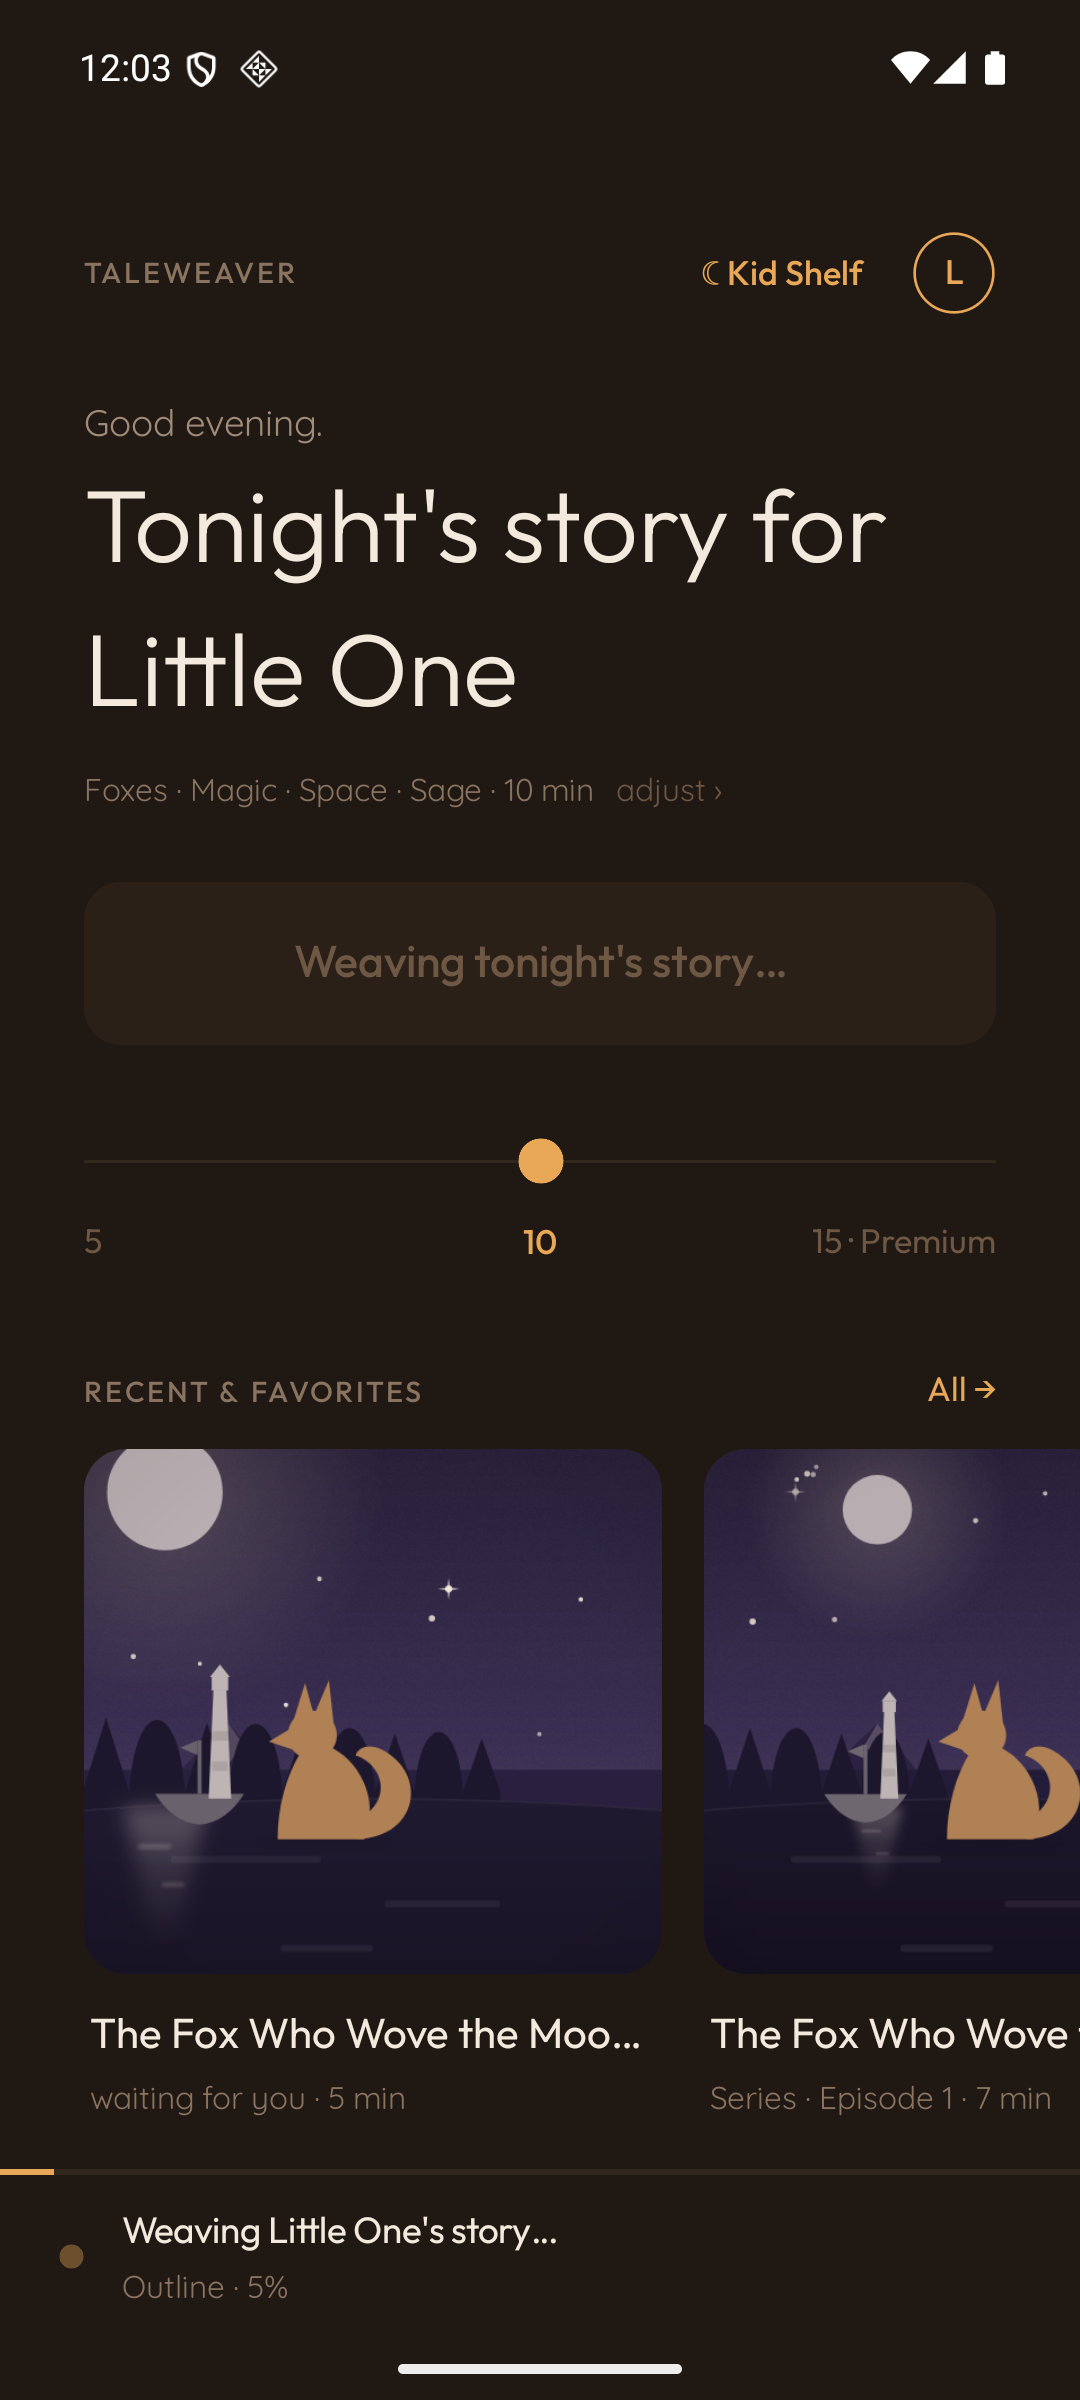 12:03
TALEWEAVER
☾ Kid Shelf
L
Good evening.
Tonight's story for
Little One
Foxes · Magic · Space · Sage · 10 min adjust ›
Weaving tonight's story...
5
10
15 · Premium
RECENT & FAVORITES
All →
The Fox Who Wove the Moo...
The Fox Who Wove
waiting for you · 5 min
Series · Episode 1 · 7 min
Weaving Little One's story...
Outline · 5%